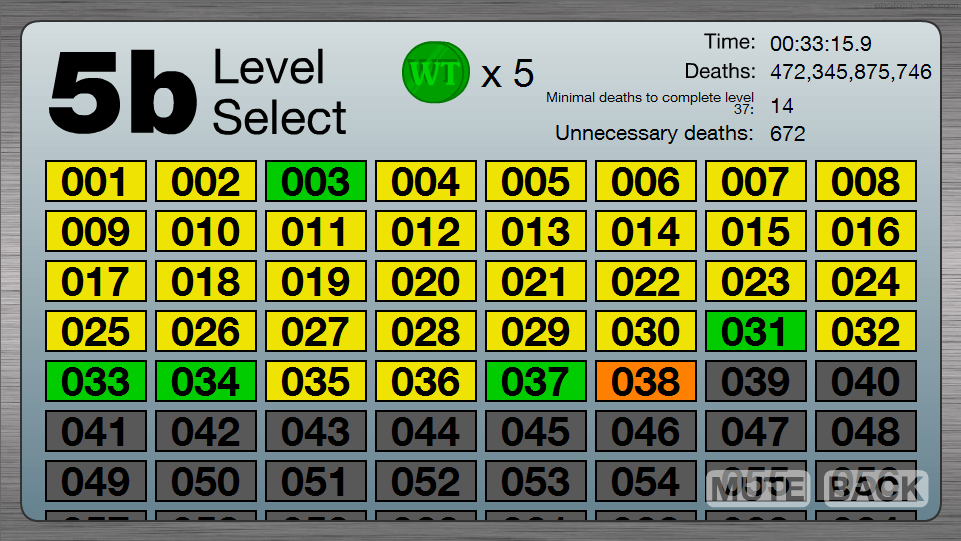 5b Level Select
WT x 5
Time: 00:33:15.9
Deaths: 472,345,875,746
Minimal deaths to complete level 37: 14
Unnecessary deaths: 672
001 002 003 004 005 006 007 008
009 010 011 012 013 014 015 016
017 018 019 020 021 022 023 024
025 026 027 028 029 030 031 032
033 034 035 036 037 038 039 040
041 042 043 044 045 046 047 048
049 050 051 052 053 054 055 056
MUTE BACK